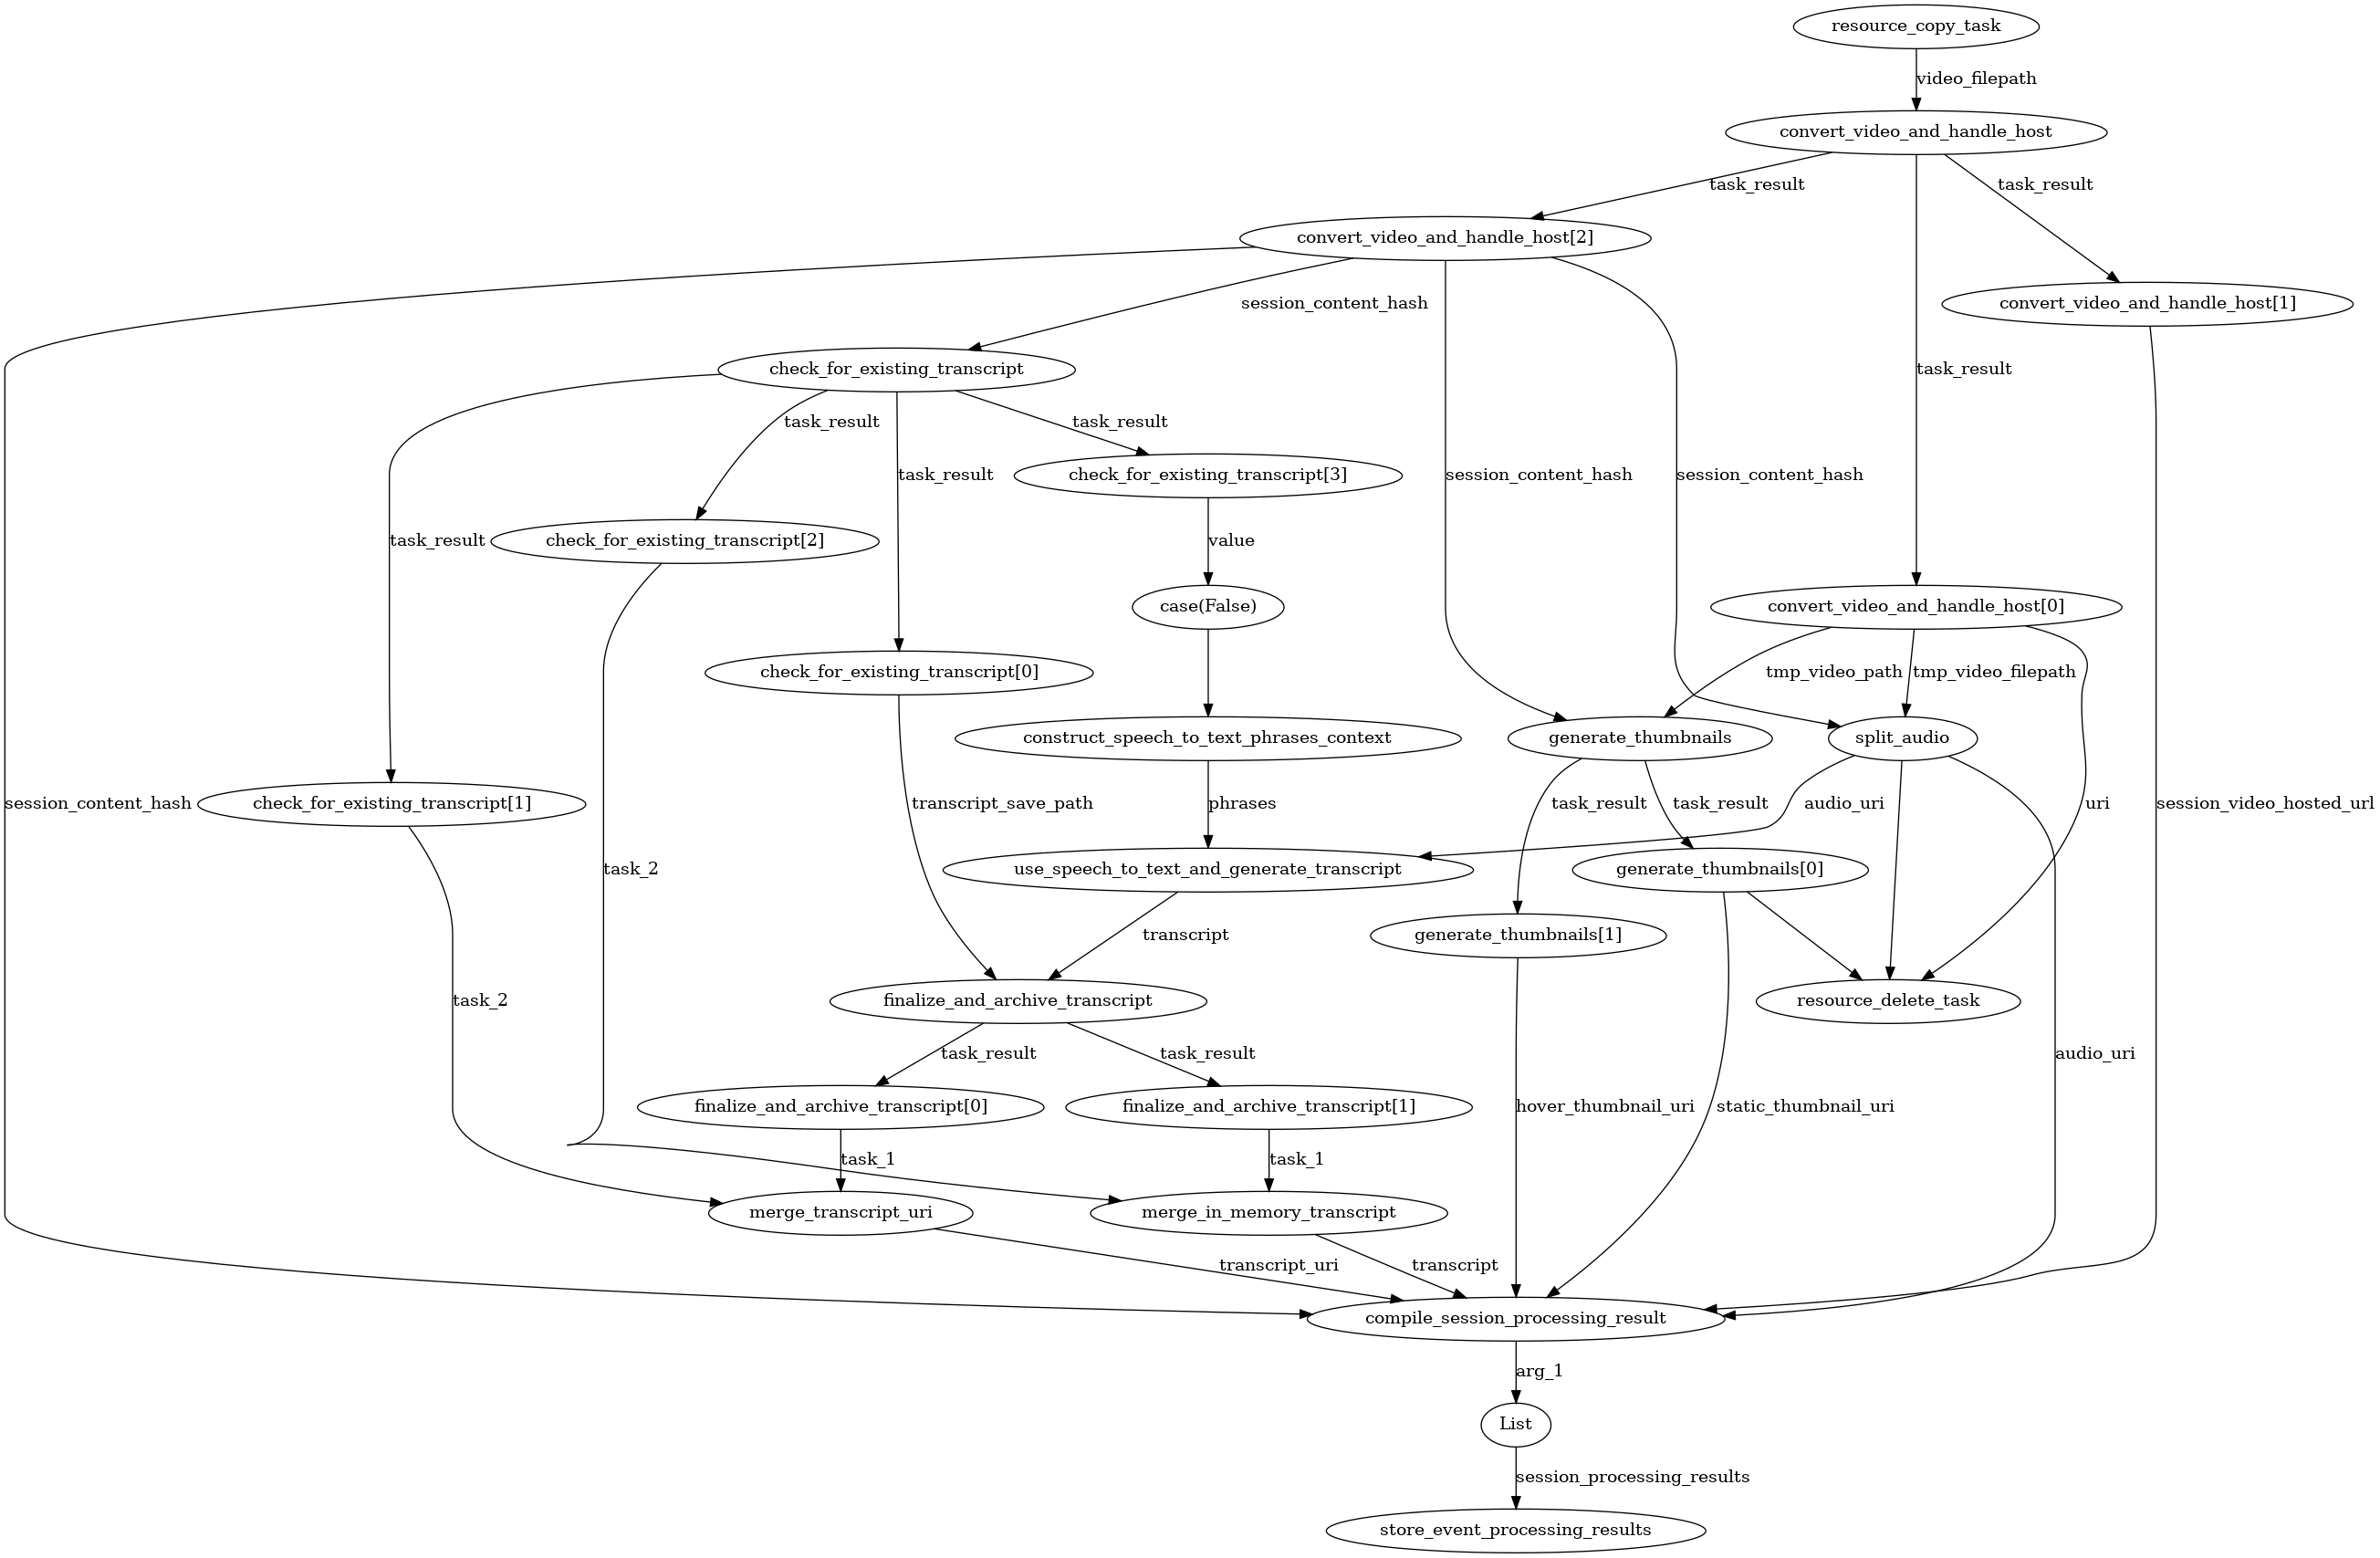 resource_copy_task
video_filepath
convert_video_and_handle_host
task_result
task_result
convert_video_and_handle_host[2]
convert_video_and_handle_host[1]
session_content_hash
check_for_existing_transcript
task_result
task_result
task_result
check_for_existing_transcript[3]
task_result
session_content_hash
session_content_hash
task_result
check_for_existing_transcript[2]
value
case(False)
convert_video_and_handle_host[0]
check_for_existing_transcript[0]
tmp_video_path
tmp_video_filepath
construct_speech_to_text_phrases_context
generate_thumbnails
split_audio
session_content_hash
check_for_existing_transcript[1]
transcript_save_path
phrases
task_result
task_result
audio_uri
uri
session_video_hosted_url
task_2
use_speech_to_text_and_generate_transcript
generate_thumbnails[0]
transcript
generate_thumbnails[1]
task_2
finalize_and_archive_transcript
resource_delete_task
task_result
task_result
audio_uri
finalize_and_archive_transcript[0]
finalize_and_archive_transcript[1]
hover_thumbnail_uri
static_thumbnail_uri
task_1
task_1
merge_transcript_uri
merge_in_memory_transcript
transcript_uri
transcript
compile_session_processing_result
arg_1
List
session_processing_results
store_event_processing_results